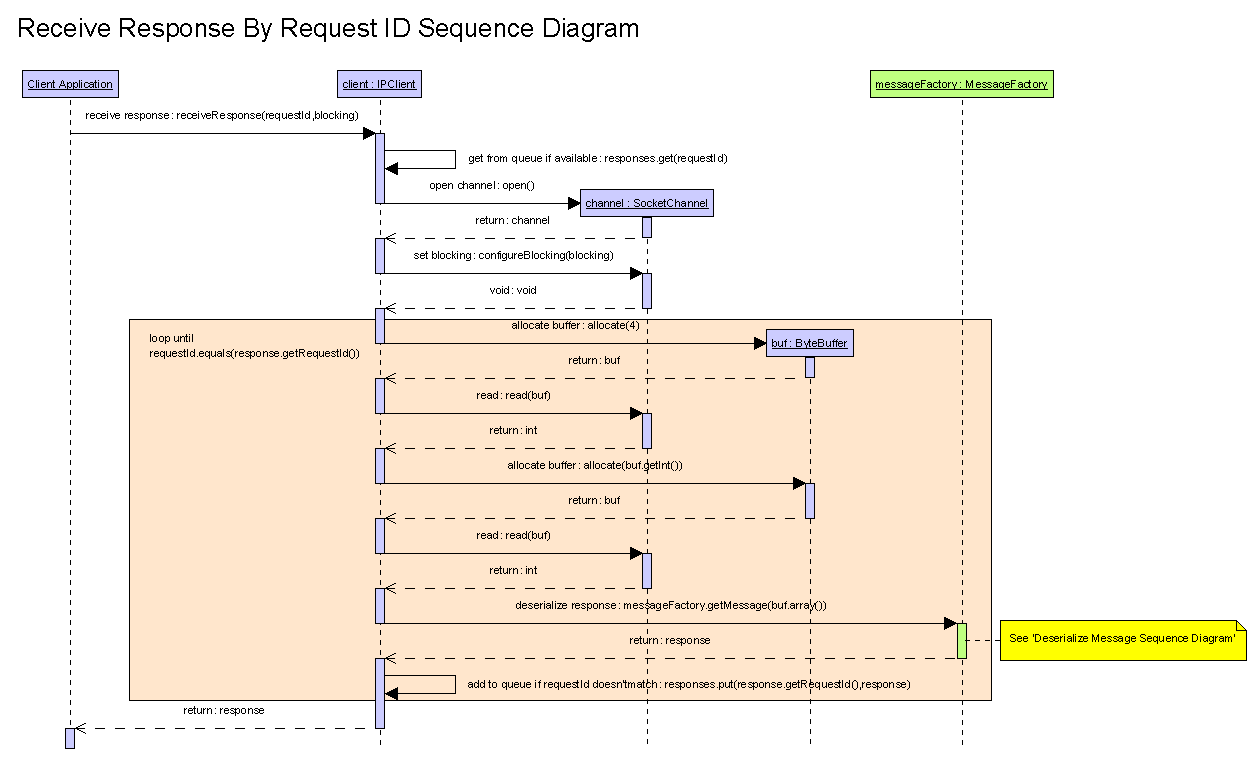 Receive Response By Request ID Sequence Diagram
Client Application
client : IPClient
messageFactory : MessageFactory
receive response : receiveResponse(requestId,blocking)
get from queue if available : responses.get(requestId)
open channel : open()
channel : SocketChannel
return : channel
set blocking : configureBlocking(blocking)
void : void
loop until
requestId.equals(response.getRequestId())
allocate buffer : allocate(4)
buf : ByteBuffer
return : buf
read : read(buf)
return : int
allocate buffer : allocate(buf.getInt())
return : buf
read : read(buf)
return : int
deserialize response : messageFactory.getMessage(buf.array())
See 'Deserialize Message Sequence Diagram'
return : response
add to queue if requestId doesn'tmatch : responses.put(response.getRequestId(),response)
return : response